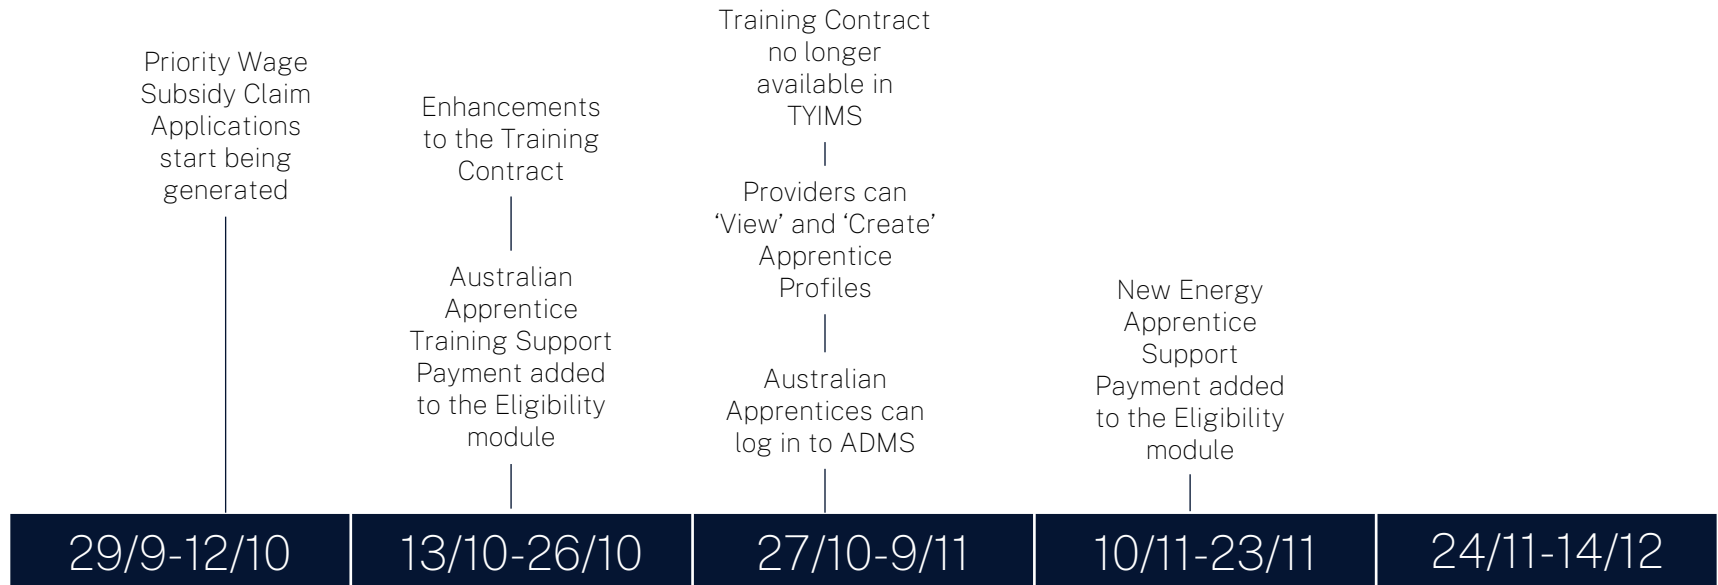 Priority Wage
Subsidy Claim
Applications
start being
generated
Enhancements
to the Training
Contract
Australian
Apprentice
Training Support
Payment added
to the Eligibility
module
Training Contract
no longer
available in
TYIMS
Providers can
‘View’ and ‘Create’
Apprentice
Profiles
Australian
Apprentices can
log in to ADMS
New Energy
Apprentice
Support
Payment added
to the Eligibility
module
29/9-12/10
13/10-26/10
27/10-9/11
10/11-23/11
24/11-14/12